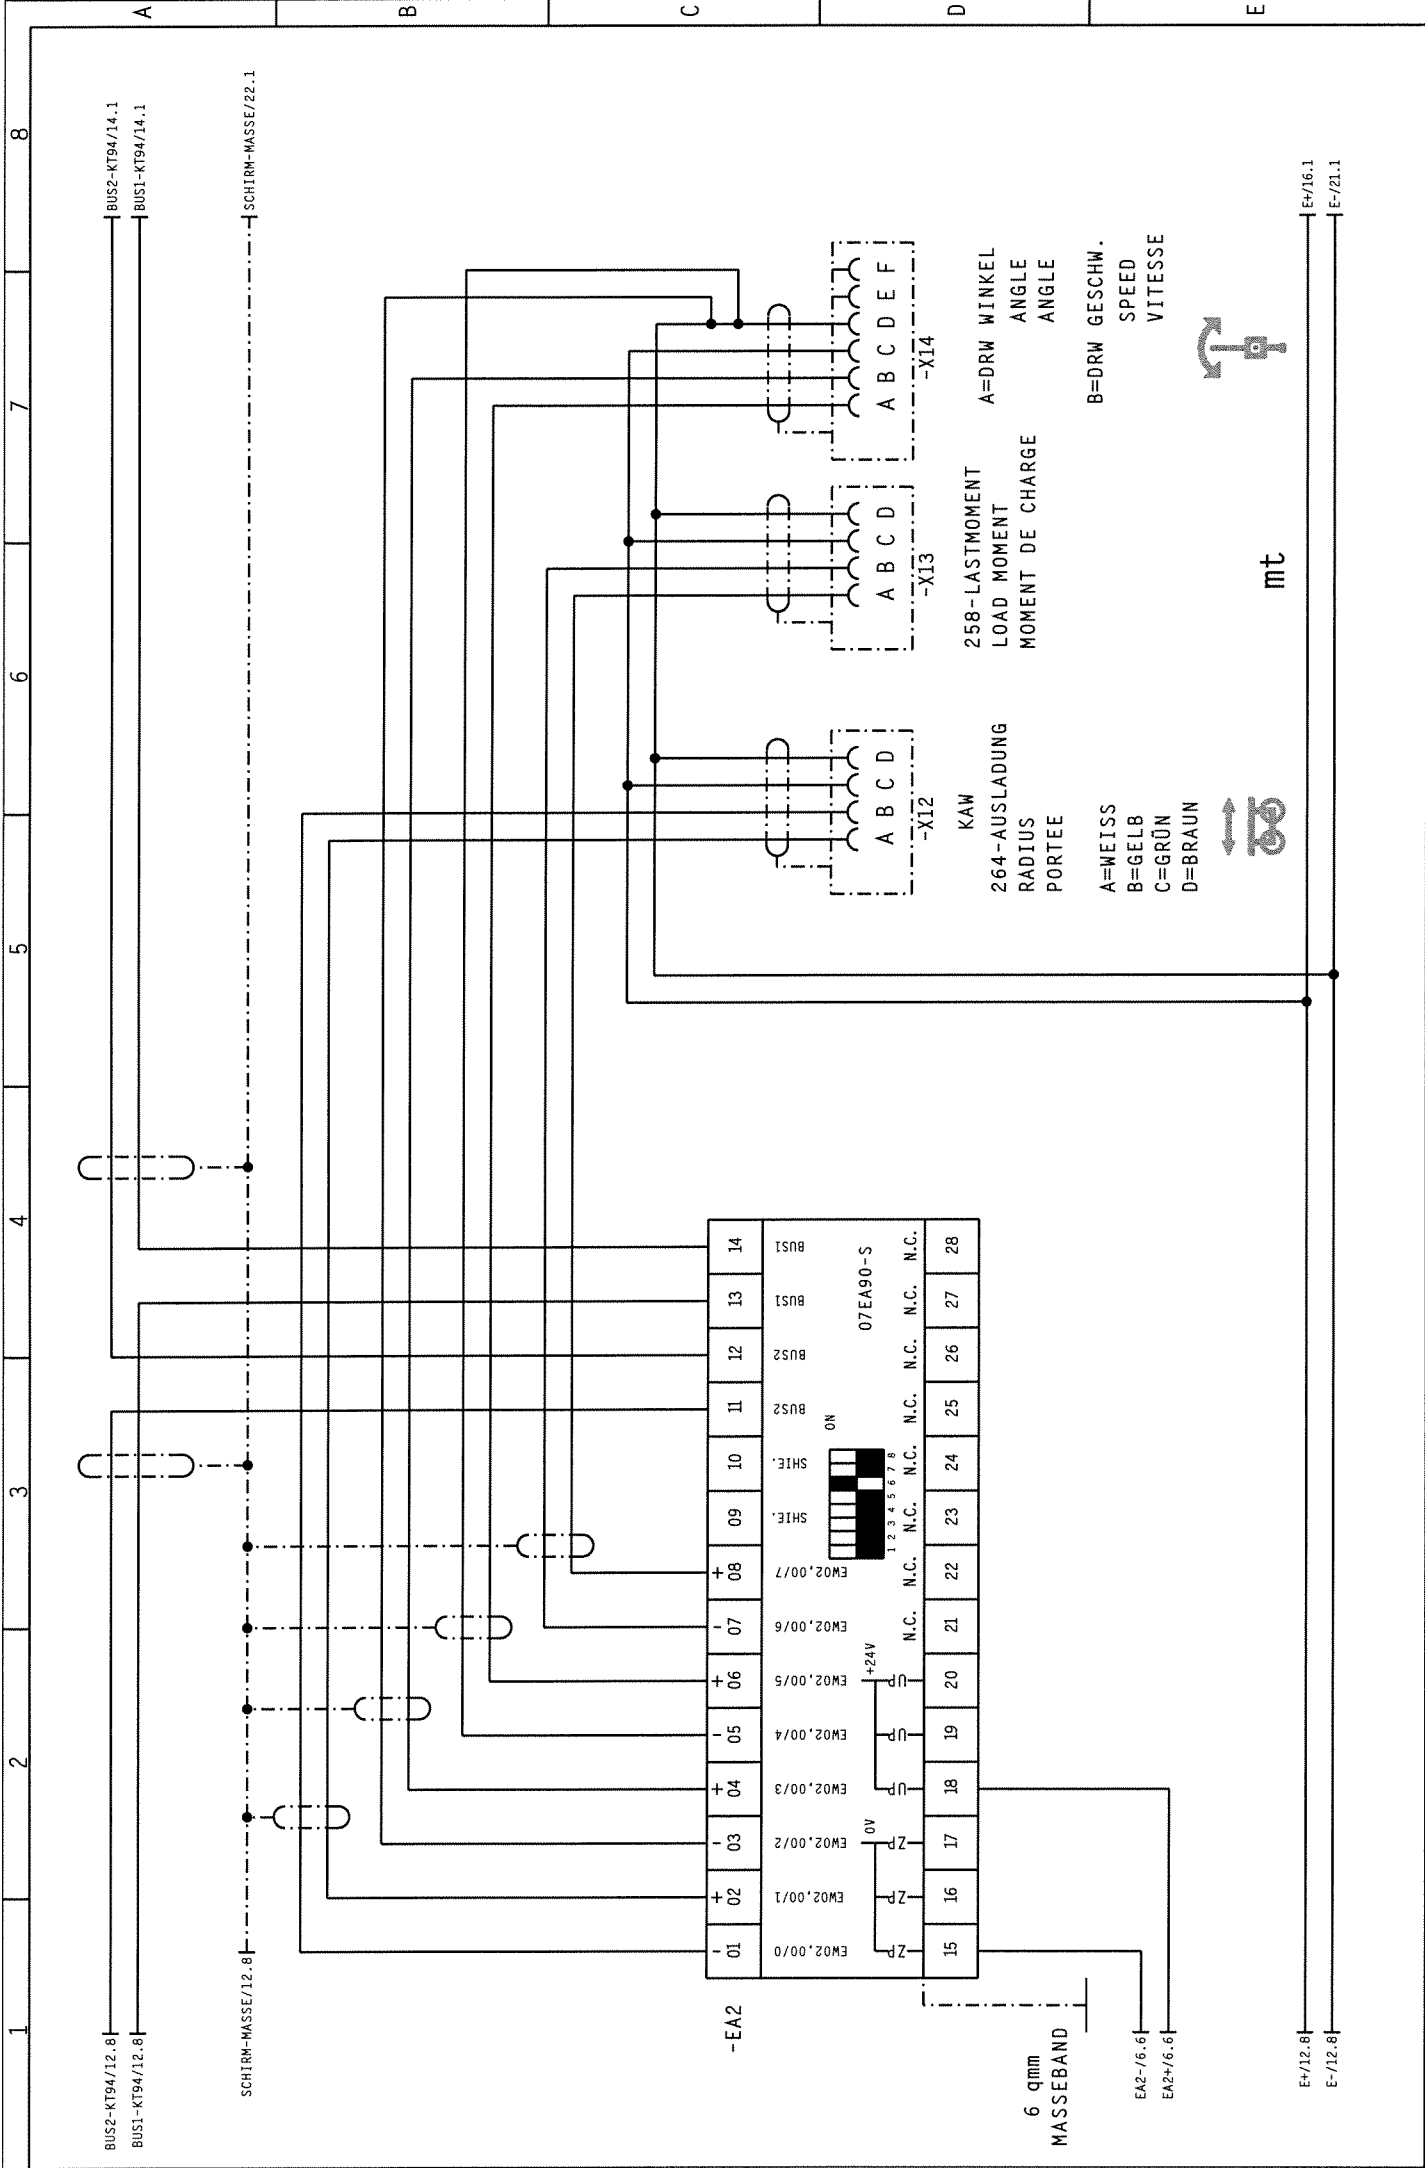 1 2 3 4 5 6 7 8
A
B
C
D
E
BUS2-KT94/12.8
BUS1-KT94/12.8
BUS2-KT94/14.1
BUS1-KT94/14.1
SCHIRM-MASSE/12.8
SCHIRM-MASSE/22.1
-EA2
- + - + - + - +
01 02 03 04 05 06 07 08 09 10 11 12 13 14
EW02,00/0
EW02,00/1
EW02,00/2
EW02,00/3
EW02,00/4
EW02,00/5
EW02,00/6
EW02,00/7
SHIE.
SHIE.
BUS2
BUS2
BUS1
BUS1
ON
1 2 3 4 5 6 7 8
07EA90-S
0V
+24V
ZP ZP ZP UP UP UP N.C. N.C. N.C. N.C. N.C. N.C. N.C. N.C.
15 16 17 18 19 20 21 22 23 24 25 26 27 28
6 qmm
MASSEBAND
EA2-/6.6
EA2+/6.6
A B C D
-X12
KAW
264-AUSLADUNG
RADIUS
PORTEE
A=WEISS
B=GELB
C=GRÜN
D=BRAUN
A B C D
-X13
258-LASTMOMENT
LOAD MOMENT
MOMENT DE CHARGE
mt
A B C D E F
-X14
A=DRW WINKEL
ANGLE
ANGLE
B=DRW GESCHW.
SPEED
VITESSE
E+/12.8
E-/12.8
E+/16.1
E-/21.1